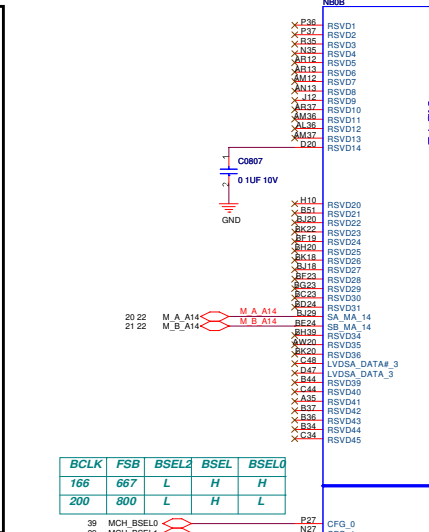 NB0B
P36 RSVD1
P37 RSVD2
R35 RSVD3
N35 RSVD4
AR12 RSVD5
AR13 RSVD6
AM12 RSVD7
AN13 RSVD8
J12 RSVD9
AR37 RSVD10
AM36 RSVD11
AL36 RSVD12
AM37 RSVD13
D20 RSVD14
1
C0807
0 1UF 10V
2
GND
H10 RSVD20
B51 RSVD21
BJ20 RSVD22
BK22 RSVD23
BF19 RSVD24
BH20 RSVD25
BK18 RSVD26
BJ18 RSVD27
BF23 RSVD28
BG23 RSVD29
BC23 RSVD30
BD24 RSVD31
20 22 M_A_A14 M_A_A14 BJ29 SA_MA_14
21 22 M_B_A14 M_B_A14 BE24 SB_MA_14
BH39 RSVD34
AW20 RSVD35
BK20 RSVD36
C48 LVDSA_DATA#_3
D47 LVDSA_DATA_3
B44 RSVD39
C44 RSVD40
A35 RSVD41
B37 RSVD42
B36 RSVD43
B34 RSVD44
C34 RSVD45
BCLK FSB BSEL2 BSEL BSEL0
166 667 L H H
200 800 L H L
39 MCH_BSEL0 P27 CFG_0
N27